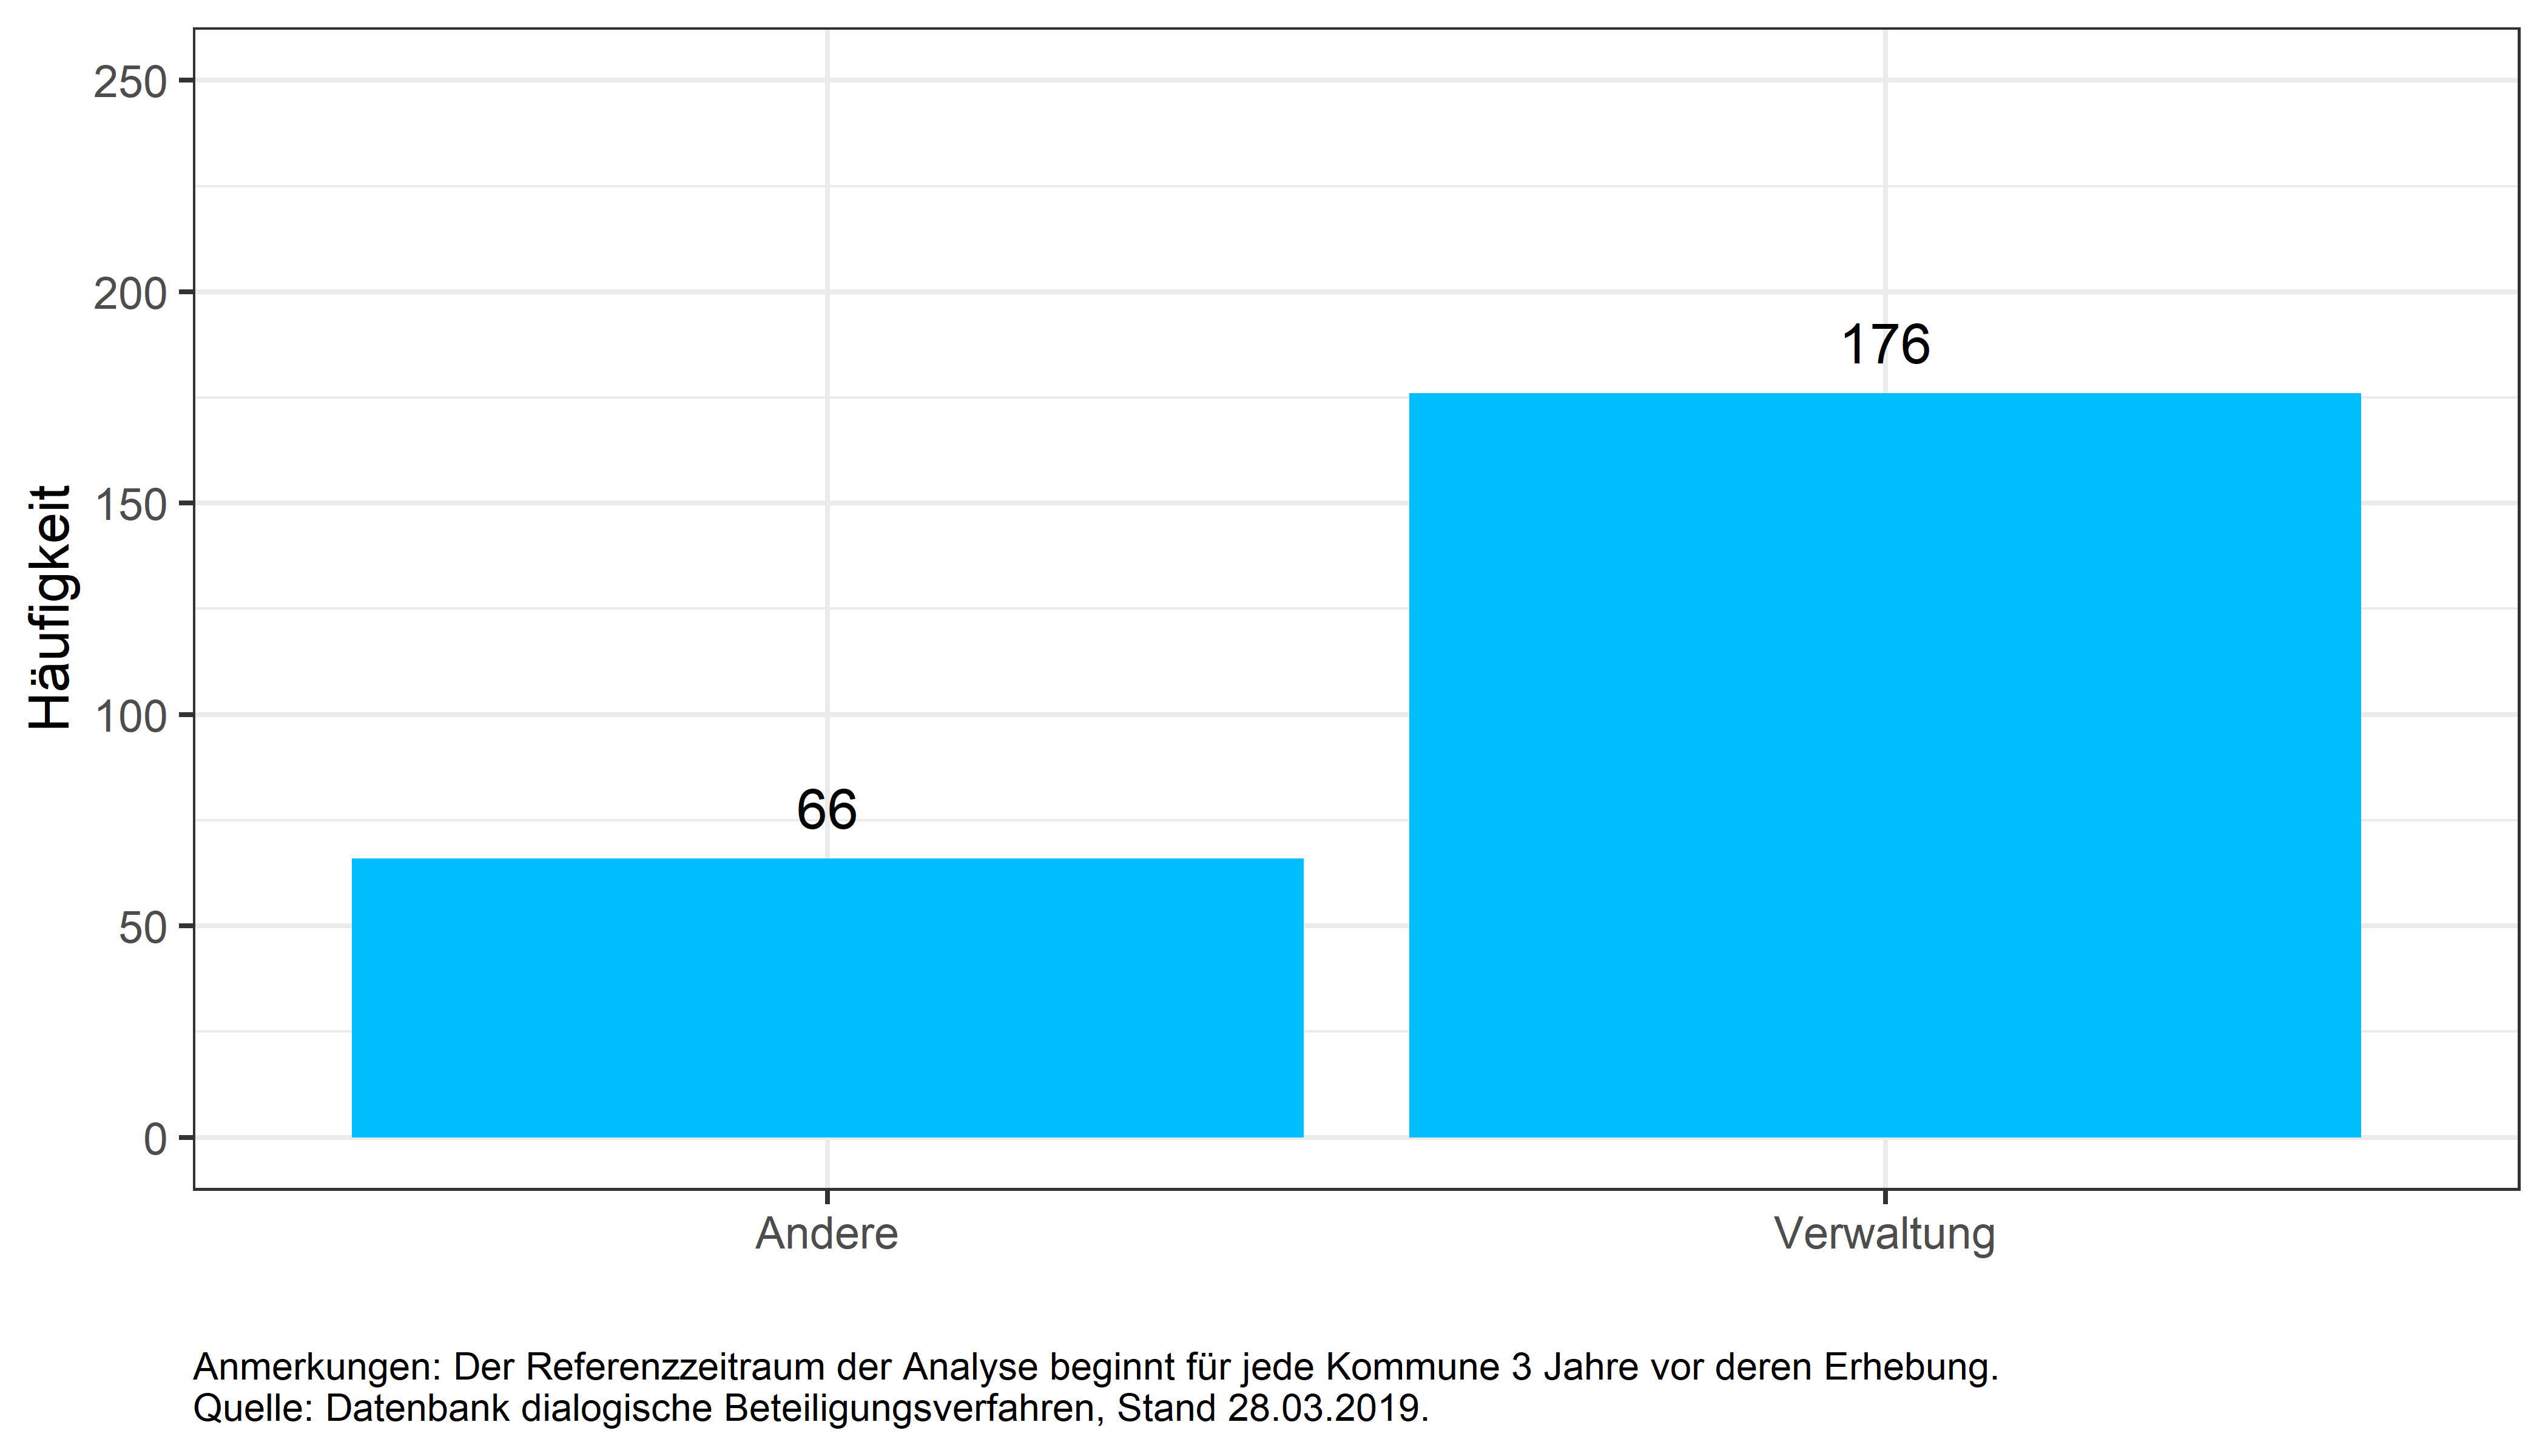 250
200
150
100
50
0
Häufigkeit
66
176
Andere
Verwaltung
Anmerkungen: Der Referenzzeitraum der Analyse beginnt für jede Kommune 3 Jahre vor deren Erhebung.
Quelle: Datenbank dialogische Beteiligungsverfahren, Stand 28.03.2019.